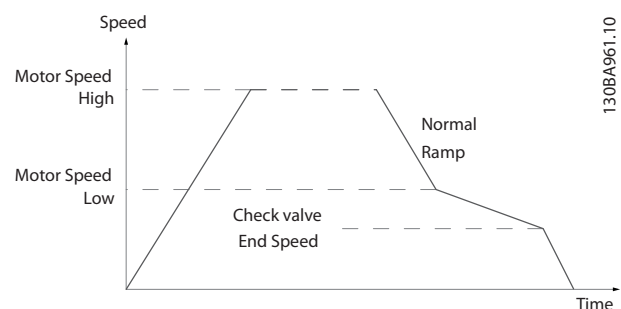 Speed
130BA961.10
Motor Speed
High
Normal
Ramp
Motor Speed
Low
Check valve
End Speed
Time